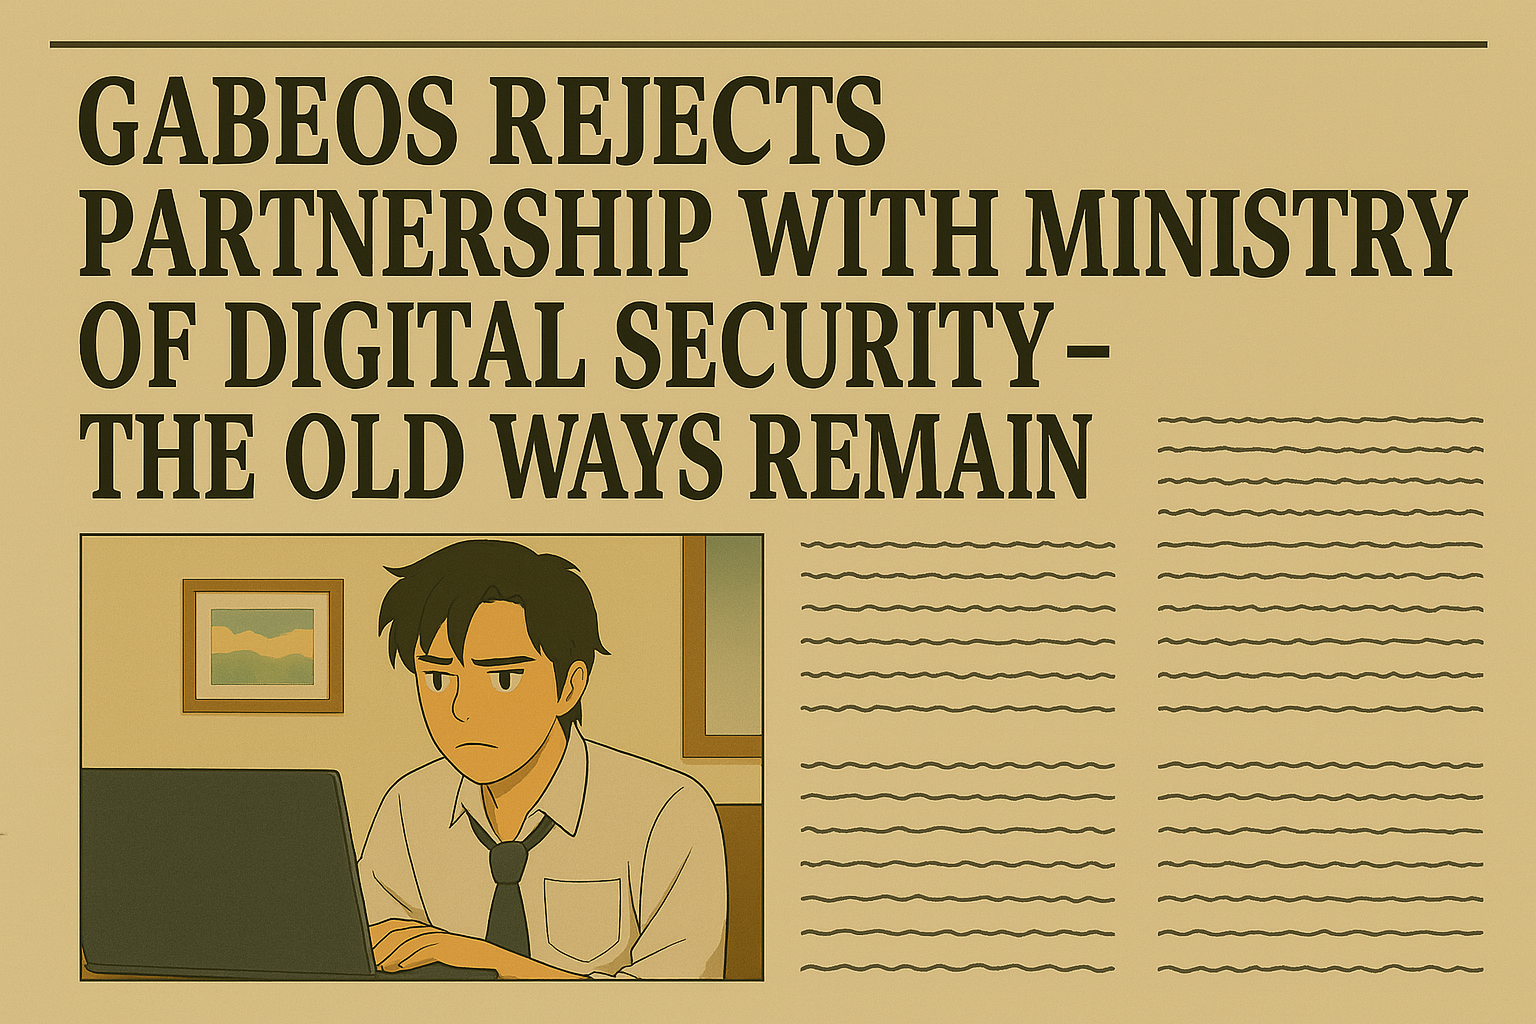 GABEOS REJECTS
PARTNERSHIP WITH MINISTRY
OF DIGITAL SECURITY–
THE OLD WAYS REMAIN